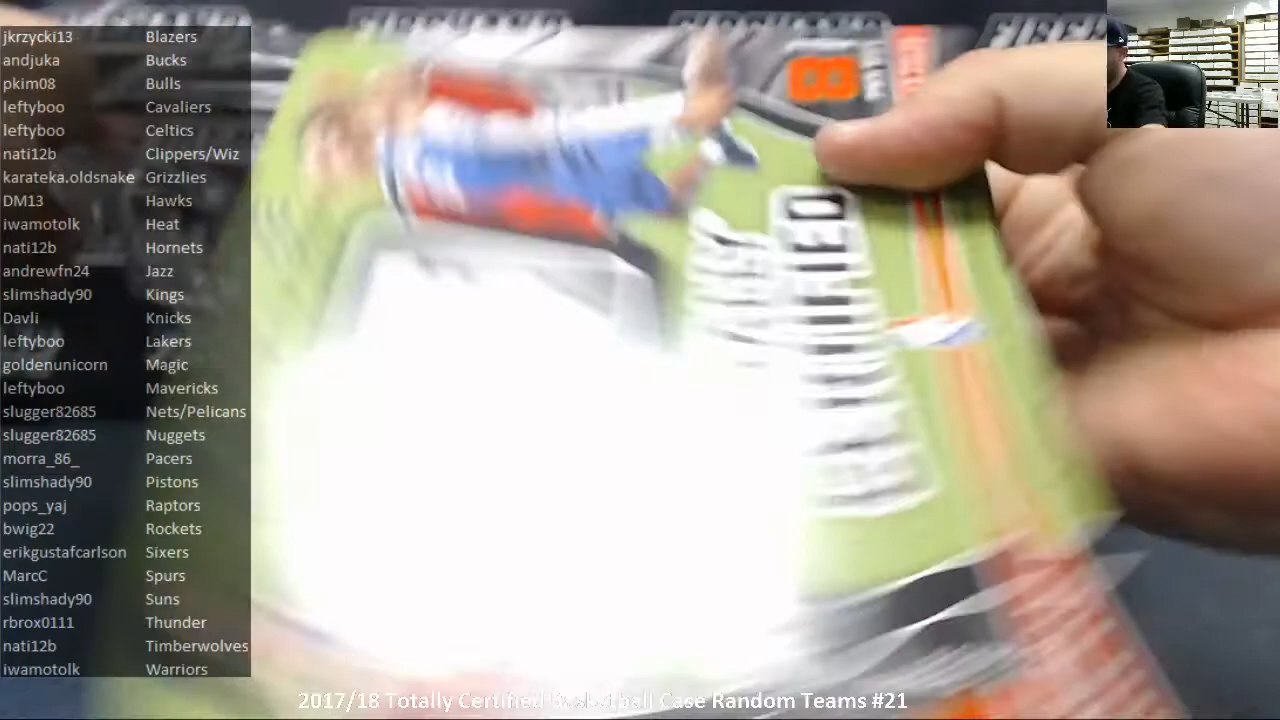 jkrzycki13 Blazers
andjuka Bucks
pkim08 Bulls
leftyboo Cavaliers
leftyboo Celtics
nati12b Clippers/Wiz
karateka.oldsnake Grizzlies
DM13 Hawks
iwamotolk Heat
nati12b Hornets
andrewfn24 Jazz
slimshady90 Kings
Davli Knicks
leftyboo Lakers
goldenunicorn Magic
leftyboo Mavericks
slugger82685 Nets/Pelicans
slugger82685 Nuggets
morra_86_ Pacers
slimshady90 Pistons
pops_yaj Raptors
bwig22 Rockets
erikgustafcarlson Sixers
MarcC Spurs
slimshady90 Suns
rbrox0111 Thunder
nati12b Timberwolves
iwamotolk Warriors
8
2017/18 Totally Certified Basketball Case Random Teams #21